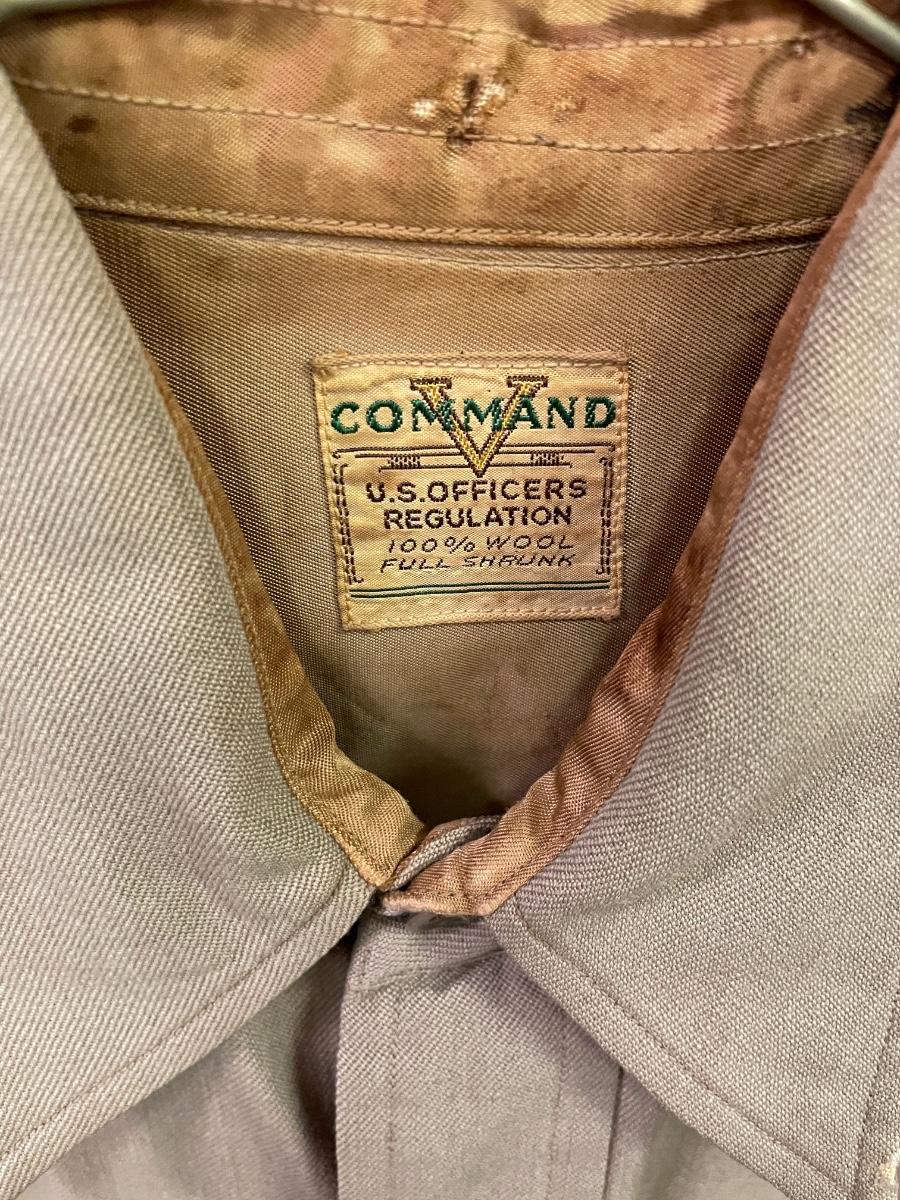 COMMAND
V
U.S.OFFICERS
REGULATION
100% WOOL
FULL SHRUNK